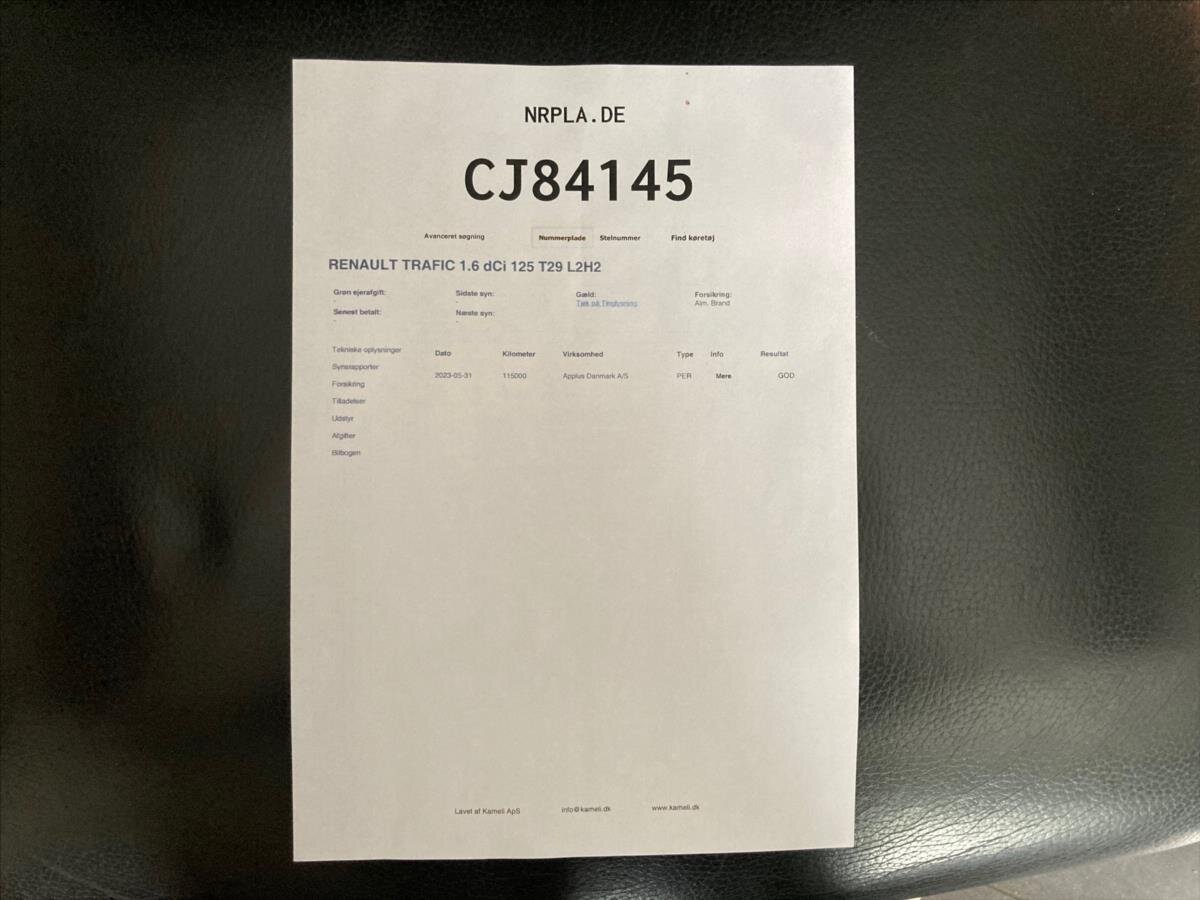 NRPLA.DE
CJ84145
Avanceret søgning Nummerplade Stelnummer Find køretøj
RENAULT TRAFIC 1.6 dCi 125 T29 L2H2
Grøn ejerafgift: Sidste syn: Gæld: Forsikring:
- - Tjek på Tinglysning Alm. Brand
Senest betalt: Næste syn:
- -
Tekniske oplysninger
Synsrapporter
Forsikring
Tilladelser
Udstyr
Afgifter
Bilbogen
Dato Kilometer Virksomhed Type Info Resultat
2023-05-31 115000 Applus Danmark A/S PER Mere GOD
Lavet af Kameli ApS info@kameli.dk www.kameli.dk